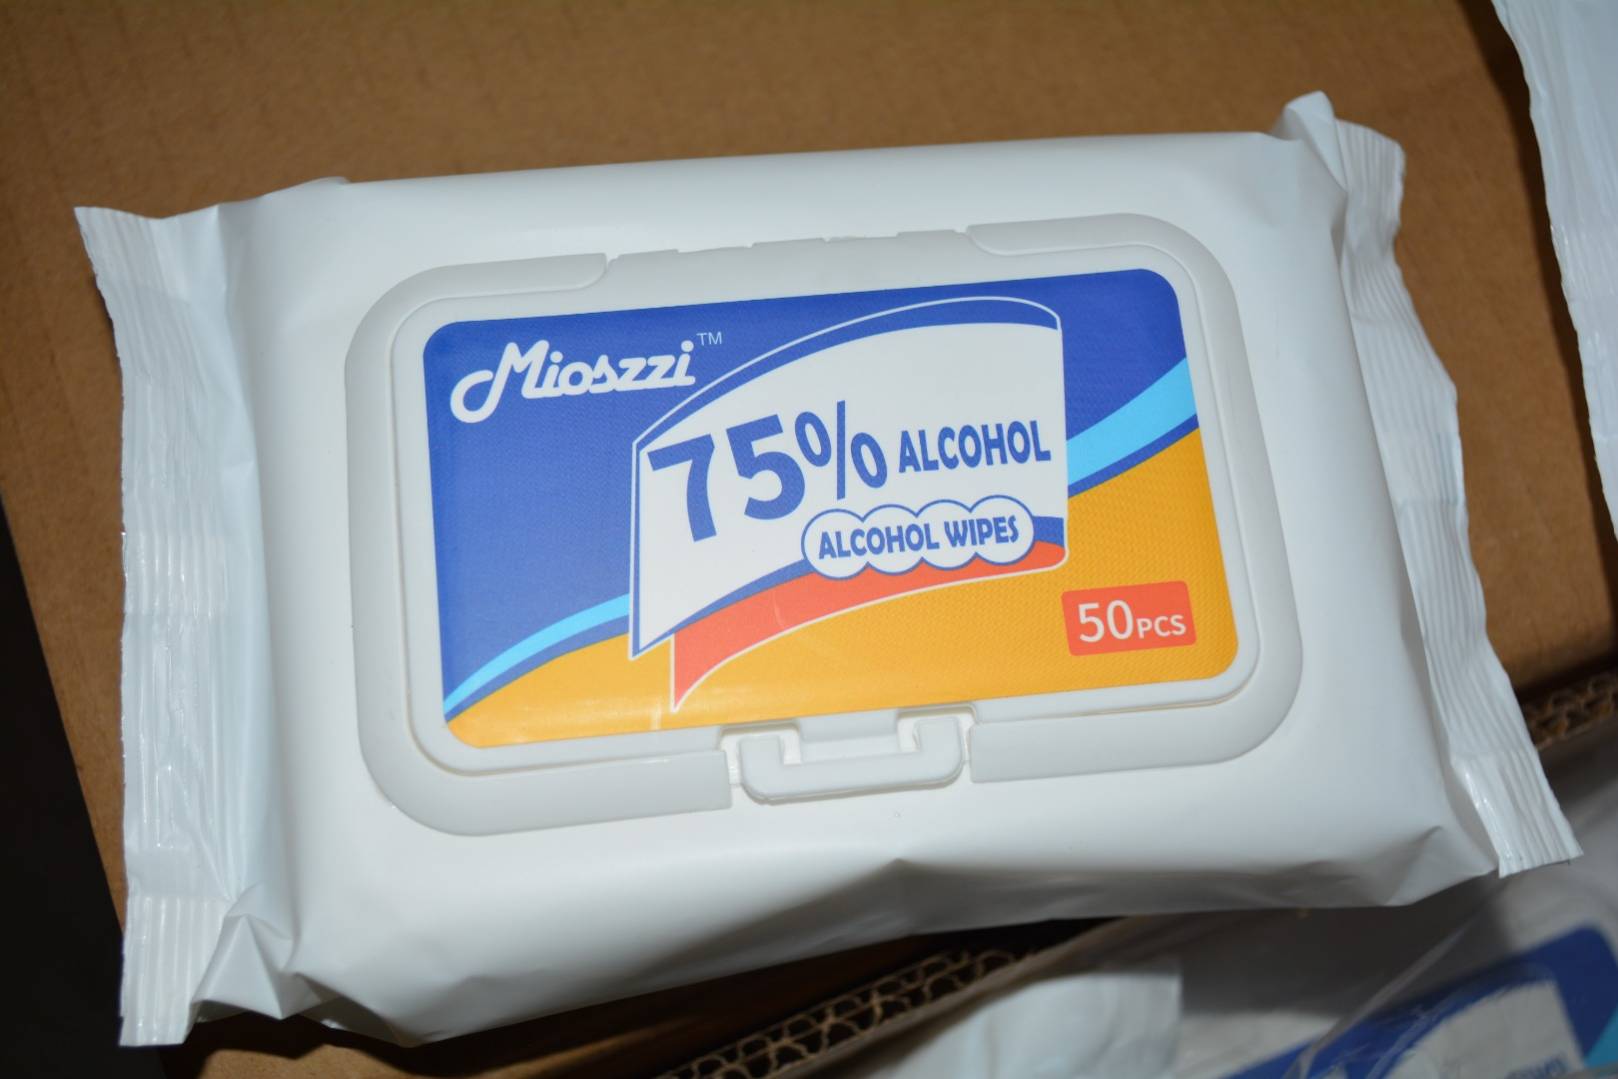 Mioszzi™
75% ALCOHOL
ALCOHOL WIPES
50PCS